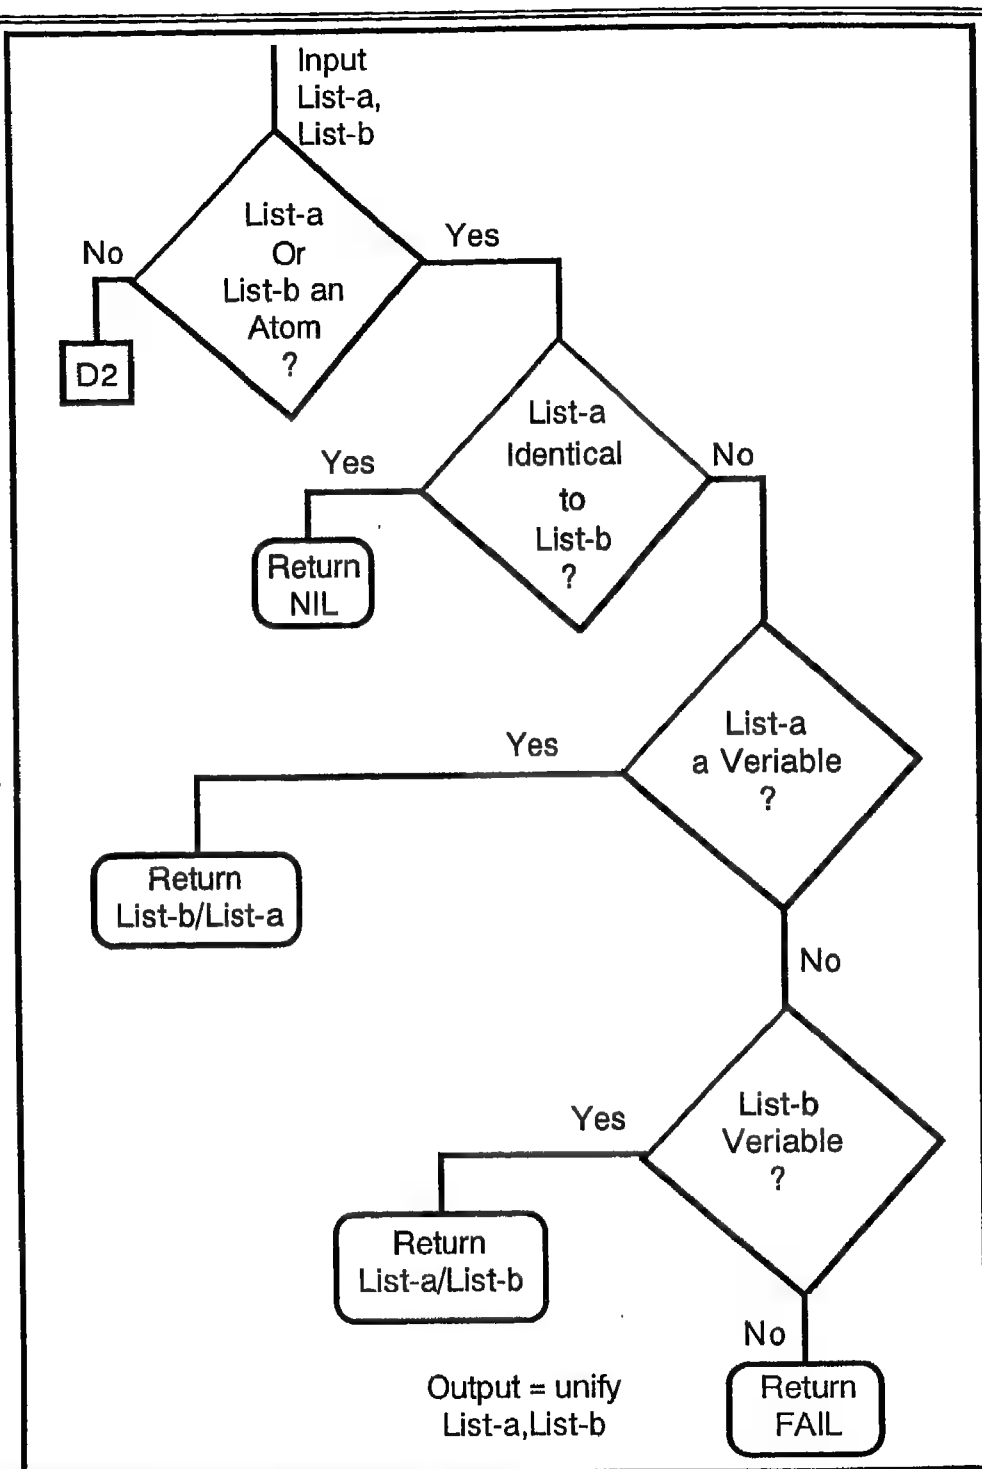 Input
List-a,
List-b
List-a
Or
List-b an
Atom
?
No
Yes
D2
List-a
Identical
to
List-b
?
Yes
No
Return
NIL
List-a
a Veriable
?
Yes
Return
List-b/List-a
No
List-b
Veriable
?
Yes
Return
List-a/List-b
No
Return
FAIL
Output = unify
List-a,List-b